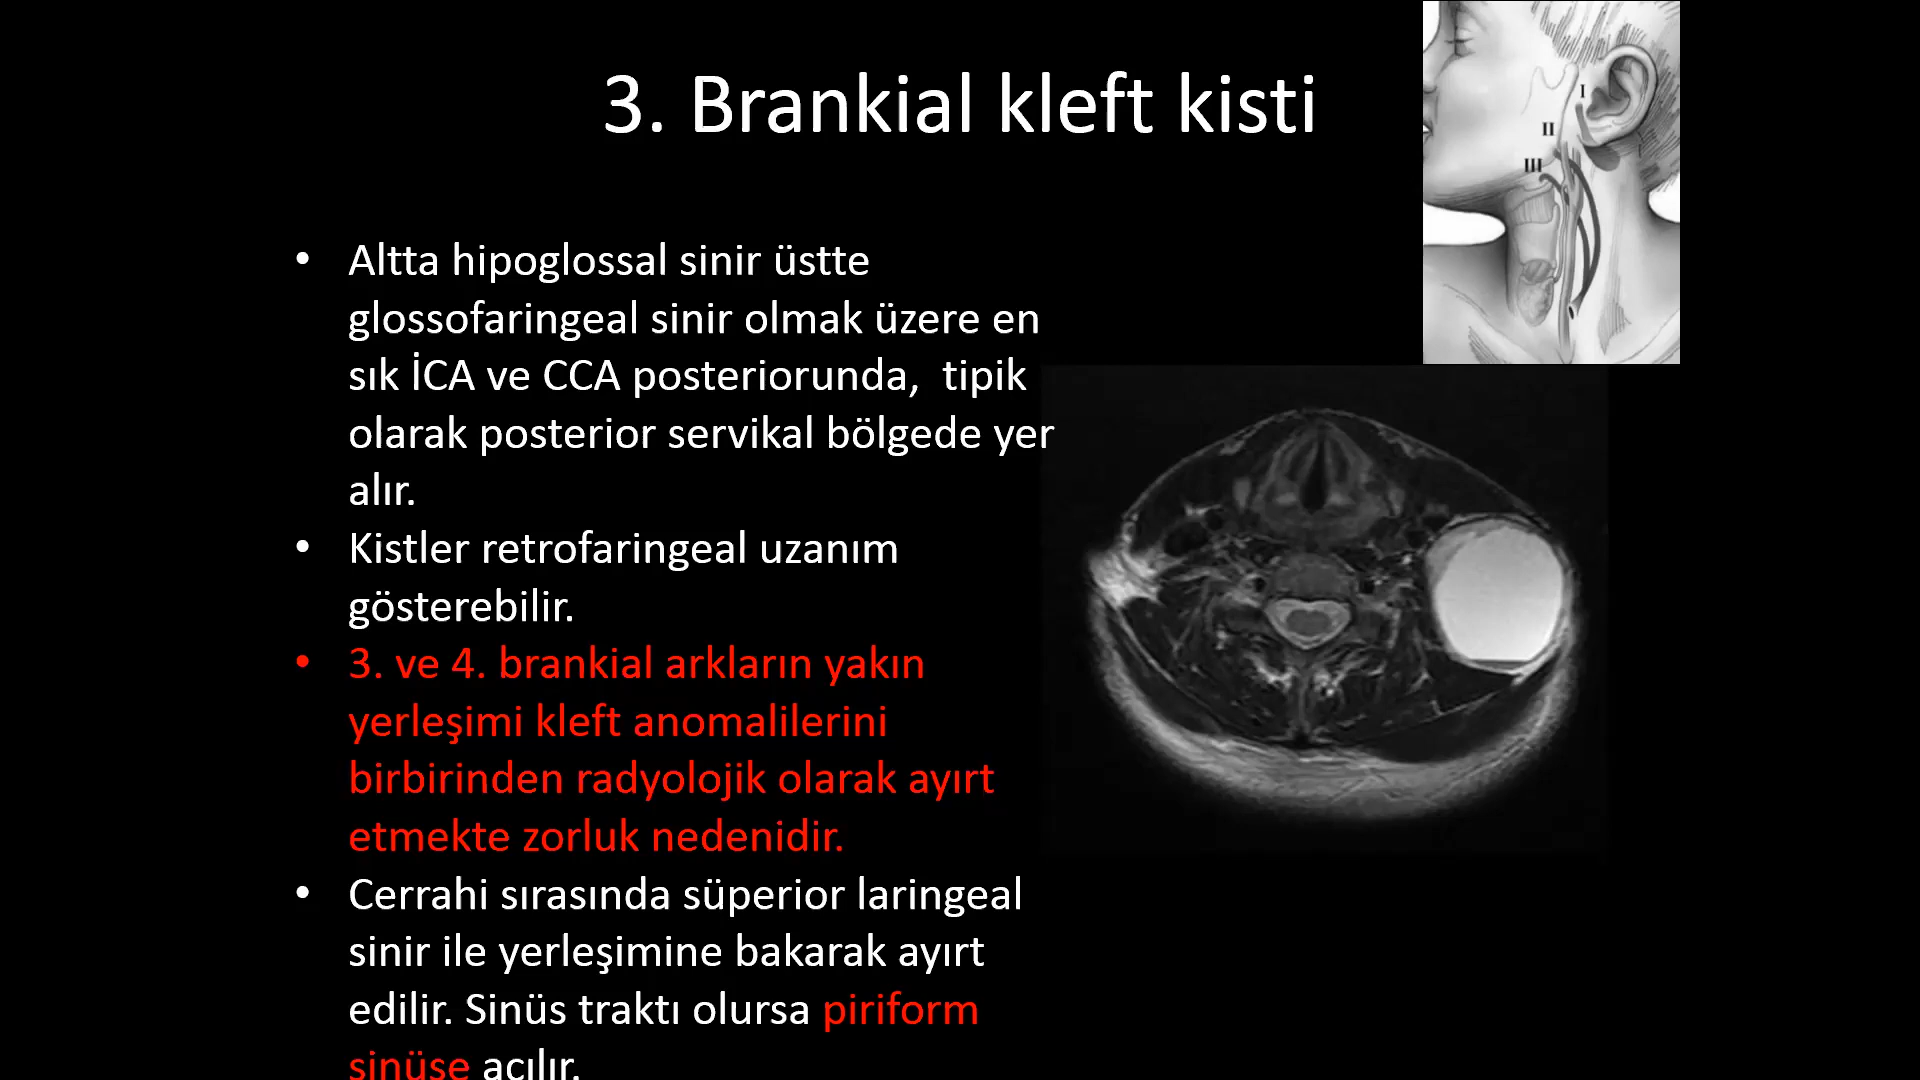 3. Brankial kleft kisti
I
II
III
• Altta hipoglossal sinir üstte
glossofaringeal sinir olmak üzere en
sık İCA ve CCA posteriorunda, tipik
olarak posterior servikal bölgede yer
alır.
• Kistler retrofaringeal uzanım
gösterebilir.
• 3. ve 4. brankial arkların yakın
yerleşimi kleft anomalilerini
birbirinden radyolojik olarak ayırt
etmekte zorluk nedenidir.
• Cerrahi sırasında süperior laringeal
sinir ile yerleşimine bakarak ayırt
edilir. Sinüs traktı olursa piriform
sinüse açılır.